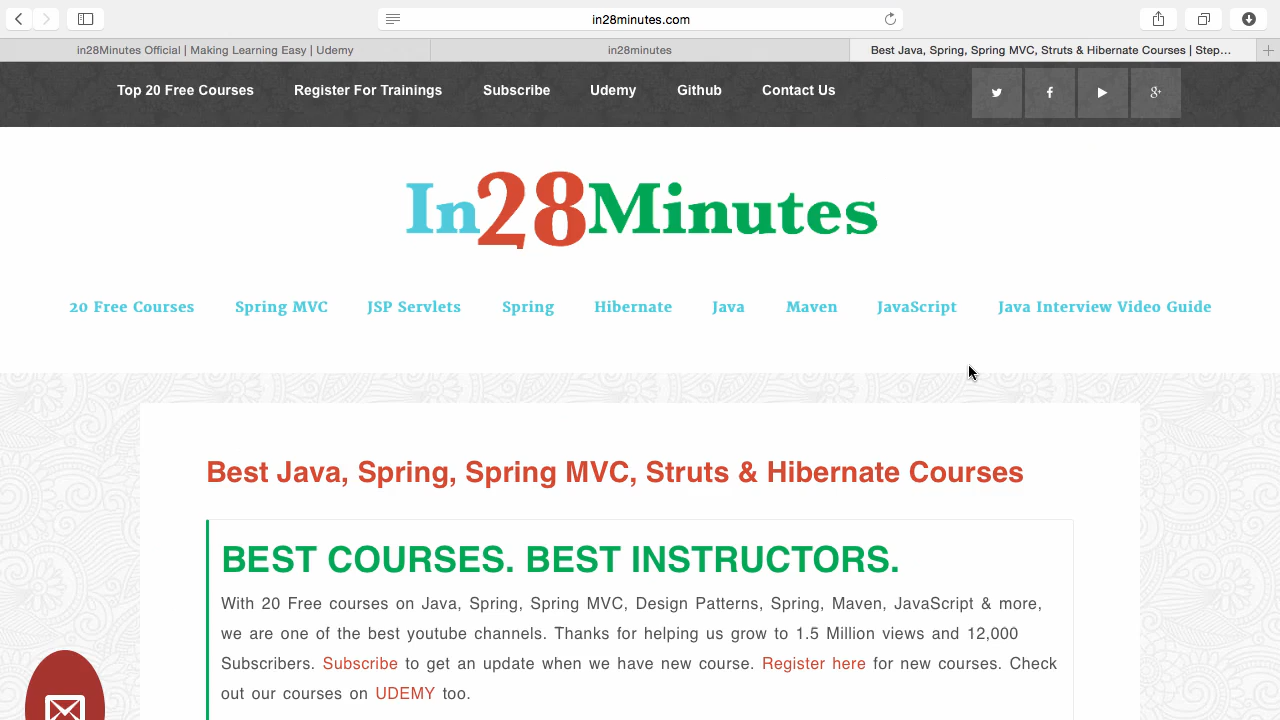 in28minutes.com
in28Minutes Official | Making Learning Easy | Udemy
in28minutes
Best Java, Spring, Spring MVC, Struts & Hibernate Courses | Step...
Top 20 Free Courses
Register For Trainings
Subscribe
Udemy
Github
Contact Us
In28Minutes
20 Free Courses
Spring MVC
JSP Servlets
Spring
Hibernate
Java
Maven
JavaScript
Java Interview Video Guide
Best Java, Spring, Spring MVC, Struts & Hibernate Courses
BEST COURSES. BEST INSTRUCTORS.
With 20 Free courses on Java, Spring, Spring MVC, Design Patterns, Spring, Maven, JavaScript & more,
we are one of the best youtube channels. Thanks for helping us grow to 1.5 Million views and 12,000
Subscribers. Subscribe to get an update when we have new course. Register here for new courses. Check
out our courses on UDEMY too.